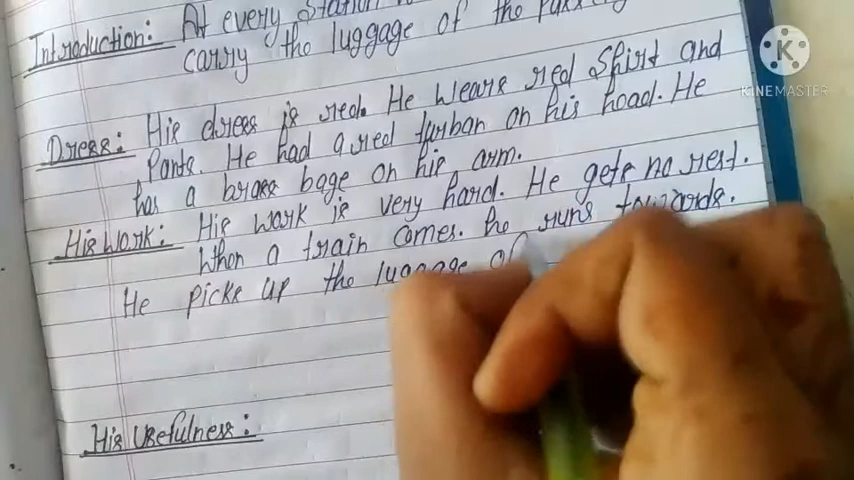 Introduction: At every station
carry the luggage of the
Dress: His dress is red. He wears red Shirt and
Pants. He had a red turban on his head. He
has a brass bage on his arm.
His Work: His work is very hard. He gets no rest.
When a train comes. he runs towards.
He picks up the luggage of
His Usefulness:
KINEMASTER